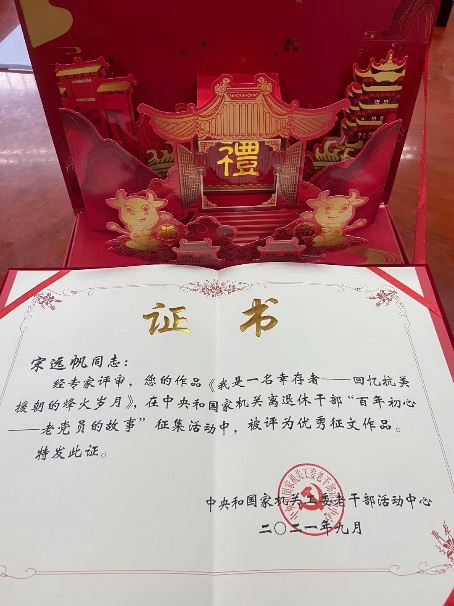 禮
证书
宋远帆同志：
经专家评审，您的作品《我是一名幸存者——回忆抗美
援朝的烽火岁月》，在中央和国家机关离退休干部“百年初心
——老党员的故事”征集活动中，被评为优秀征文作品。
特发此证。
中央和国家机关工委老干部活动中心
二〇二一年九月